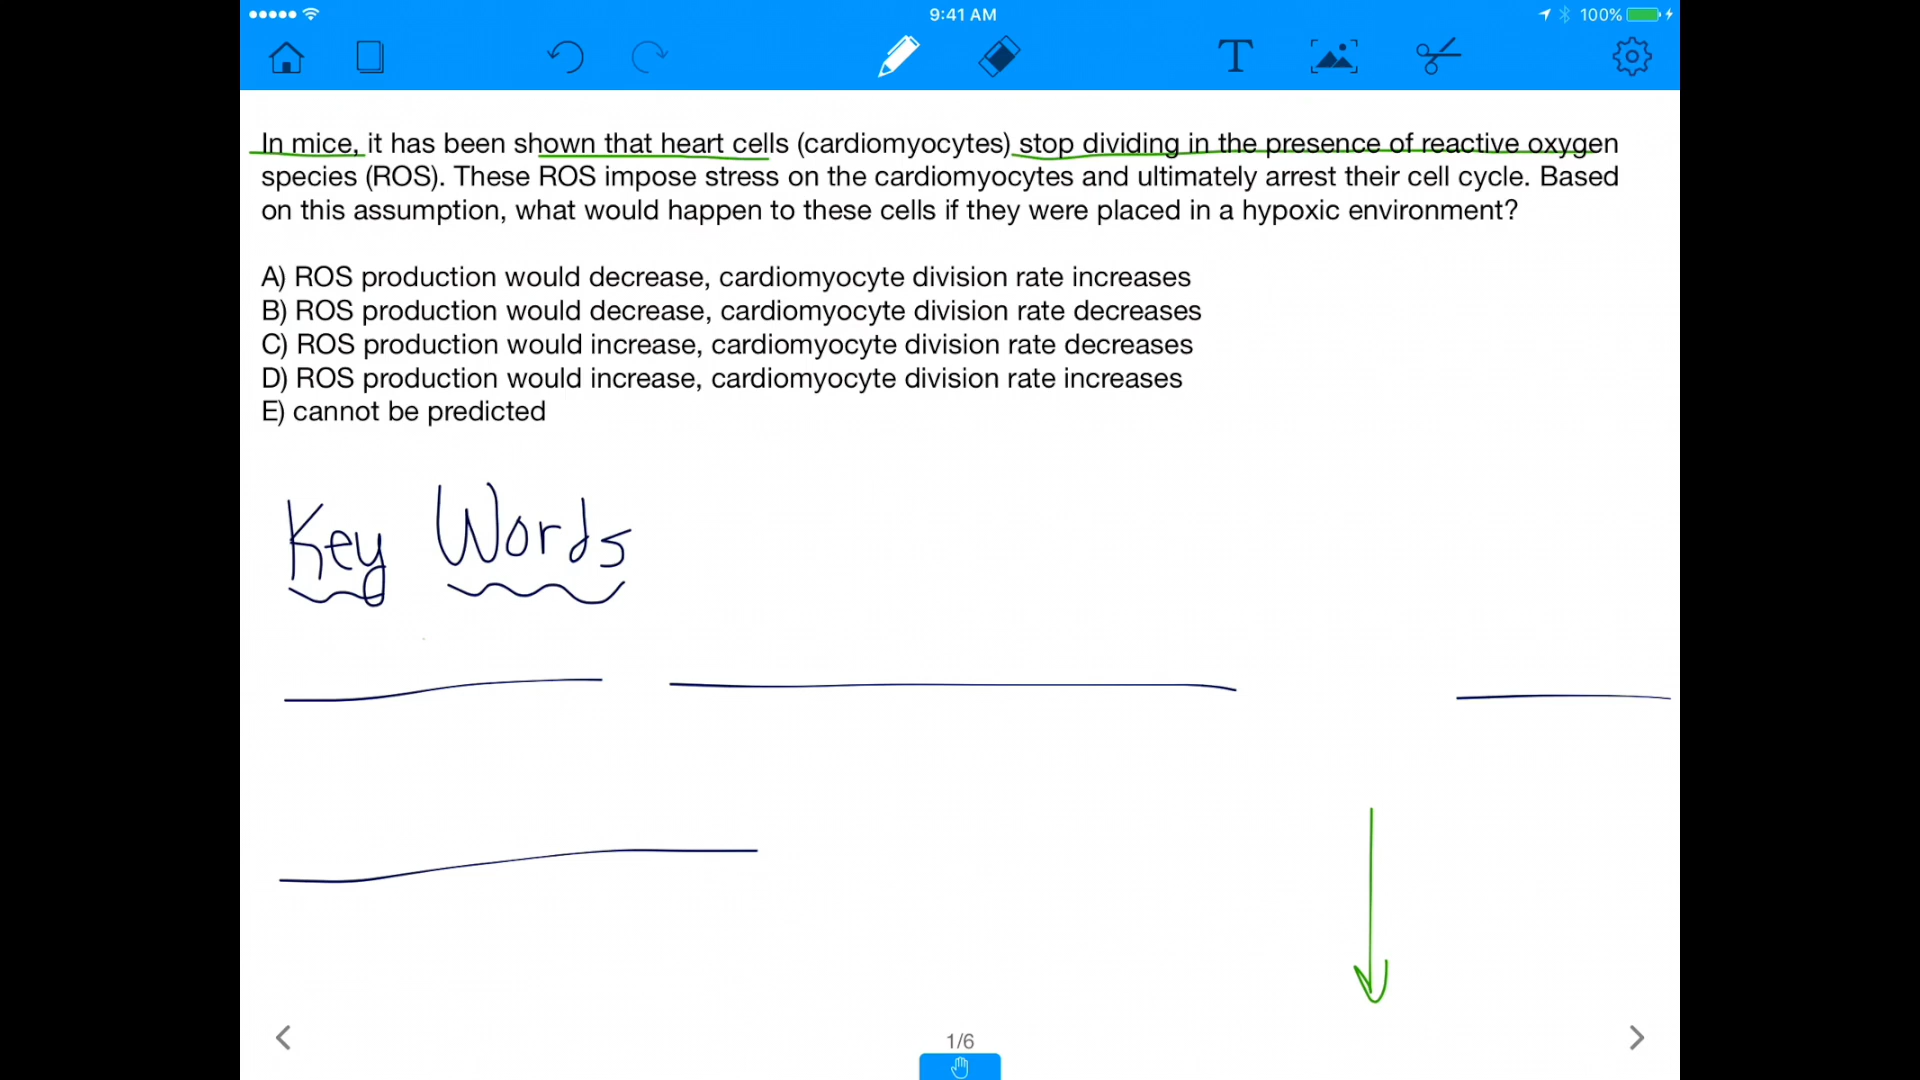 9:41 AM
100%
T
In mice, it has been shown that heart cells (cardiomyocytes) stop dividing in the presence of reactive oxygen
species (ROS). These ROS impose stress on the cardiomyocytes and ultimately arrest their cell cycle. Based
on this assumption, what would happen to these cells if they were placed in a hypoxic environment?
A) ROS production would decrease, cardiomyocyte division rate increases
B) ROS production would decrease, cardiomyocyte division rate decreases
C) ROS production would increase, cardiomyocyte division rate decreases
D) ROS production would increase, cardiomyocyte division rate increases
E) cannot be predicted
Key Words
1/6